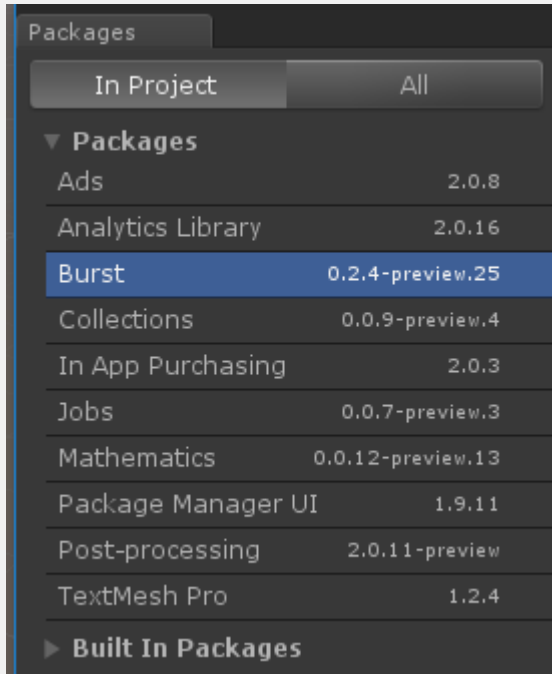 Packages
In Project All
Packages
Ads 2.0.8
Analytics Library 2.0.16
Burst 0.2.4-preview.25
Collections 0.0.9-preview.4
In App Purchasing 2.0.3
Jobs 0.0.7-preview.3
Mathematics 0.0.12-preview.13
Package Manager UI 1.9.11
Post-processing 2.0.11-preview
TextMesh Pro 1.2.4
Built In Packages